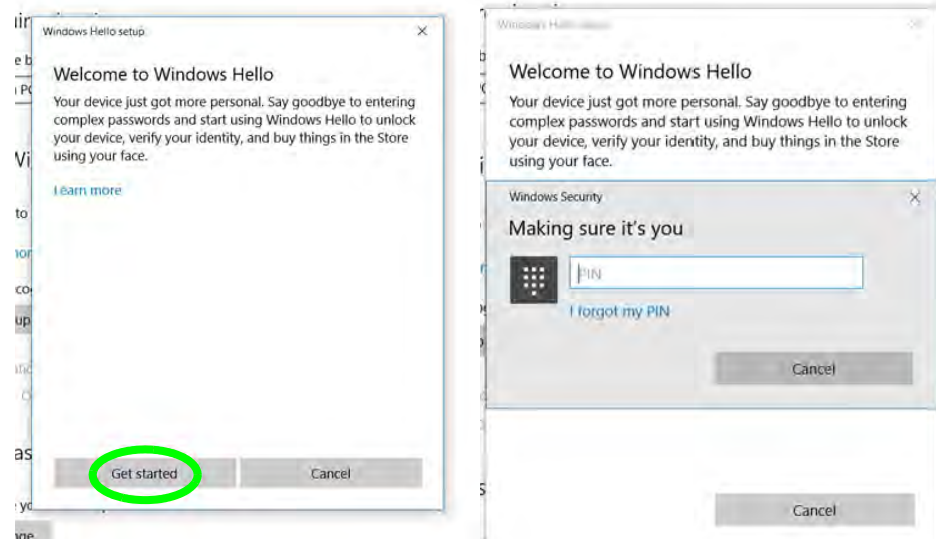 Windows Hello setup
Welcome to Windows Hello
Your device just got more personal. Say goodbye to entering
complex passwords and start using Windows Hello to unlock
your device, verify your identity, and buy things in the Store
using your face.
Learn more
Get started
Cancel
Windows Hello setup
Welcome to Windows Hello
Your device just got more personal. Say goodbye to entering
complex passwords and start using Windows Hello to unlock
your device, verify your identity, and buy things in the Store
using your face.
Windows Security
Making sure it's you
PIN
I forgot my PIN
Cancel
Cancel